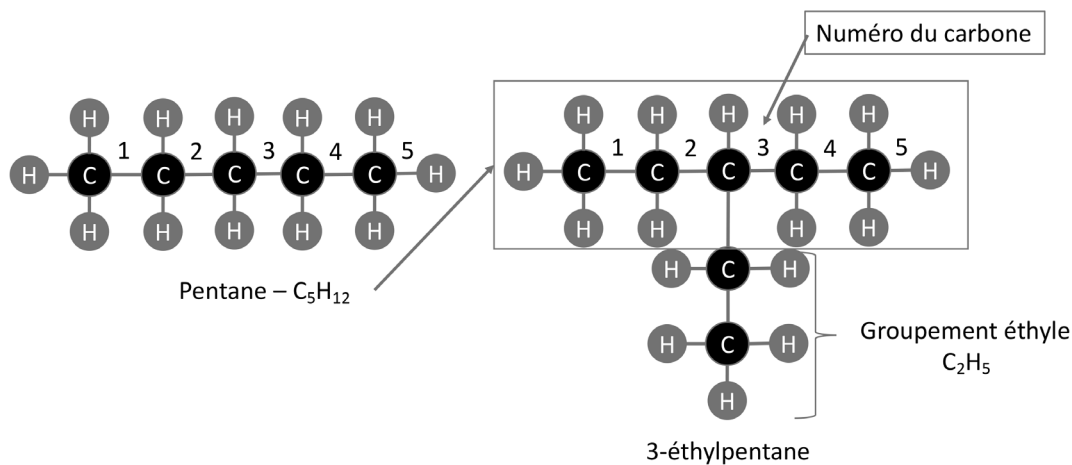 Numéro du carbone
H H H H H
1 2 3 4 5
H C C C C C H
H H H H H
H H H H H
1 2 3 4 5
H C C C C C H
H H H H
H C H
Pentane – C₅H₁₂
Groupement éthyle
C₂H₅
H C H
H
3-éthylpentane